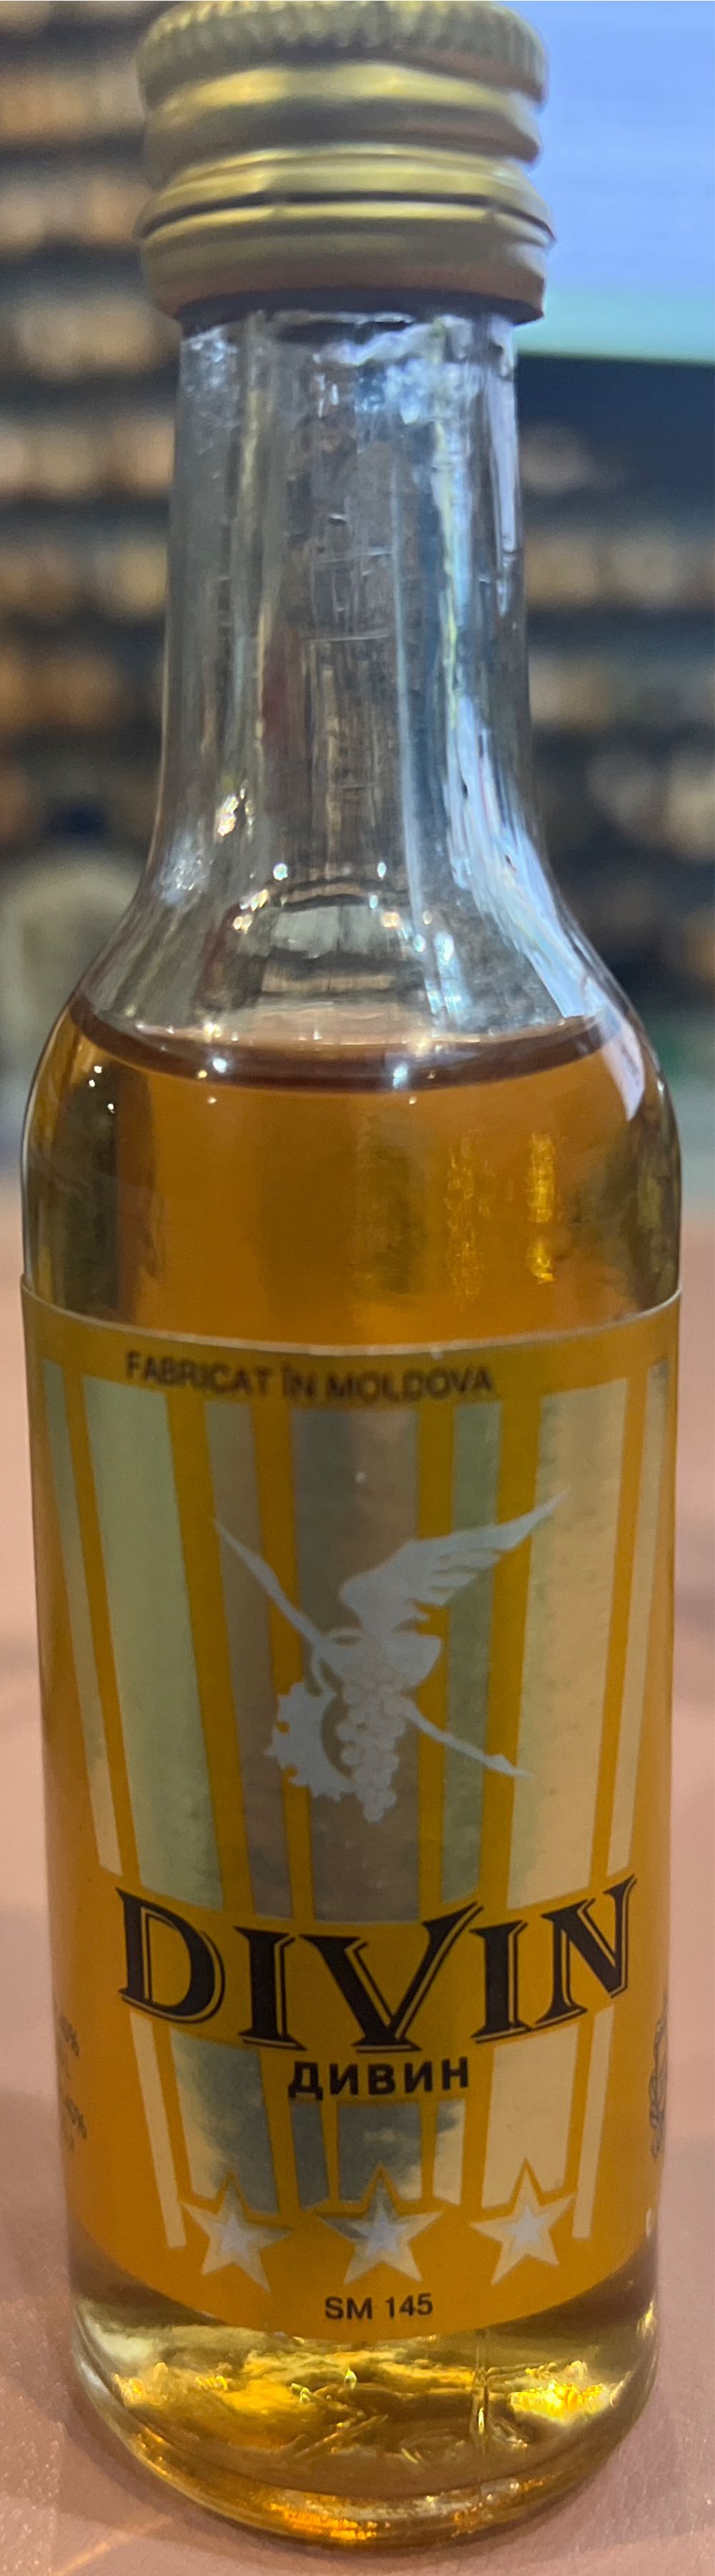 FABRICAT ÎN MOLDOVA
DIVIN
ДИВИН
SM 145